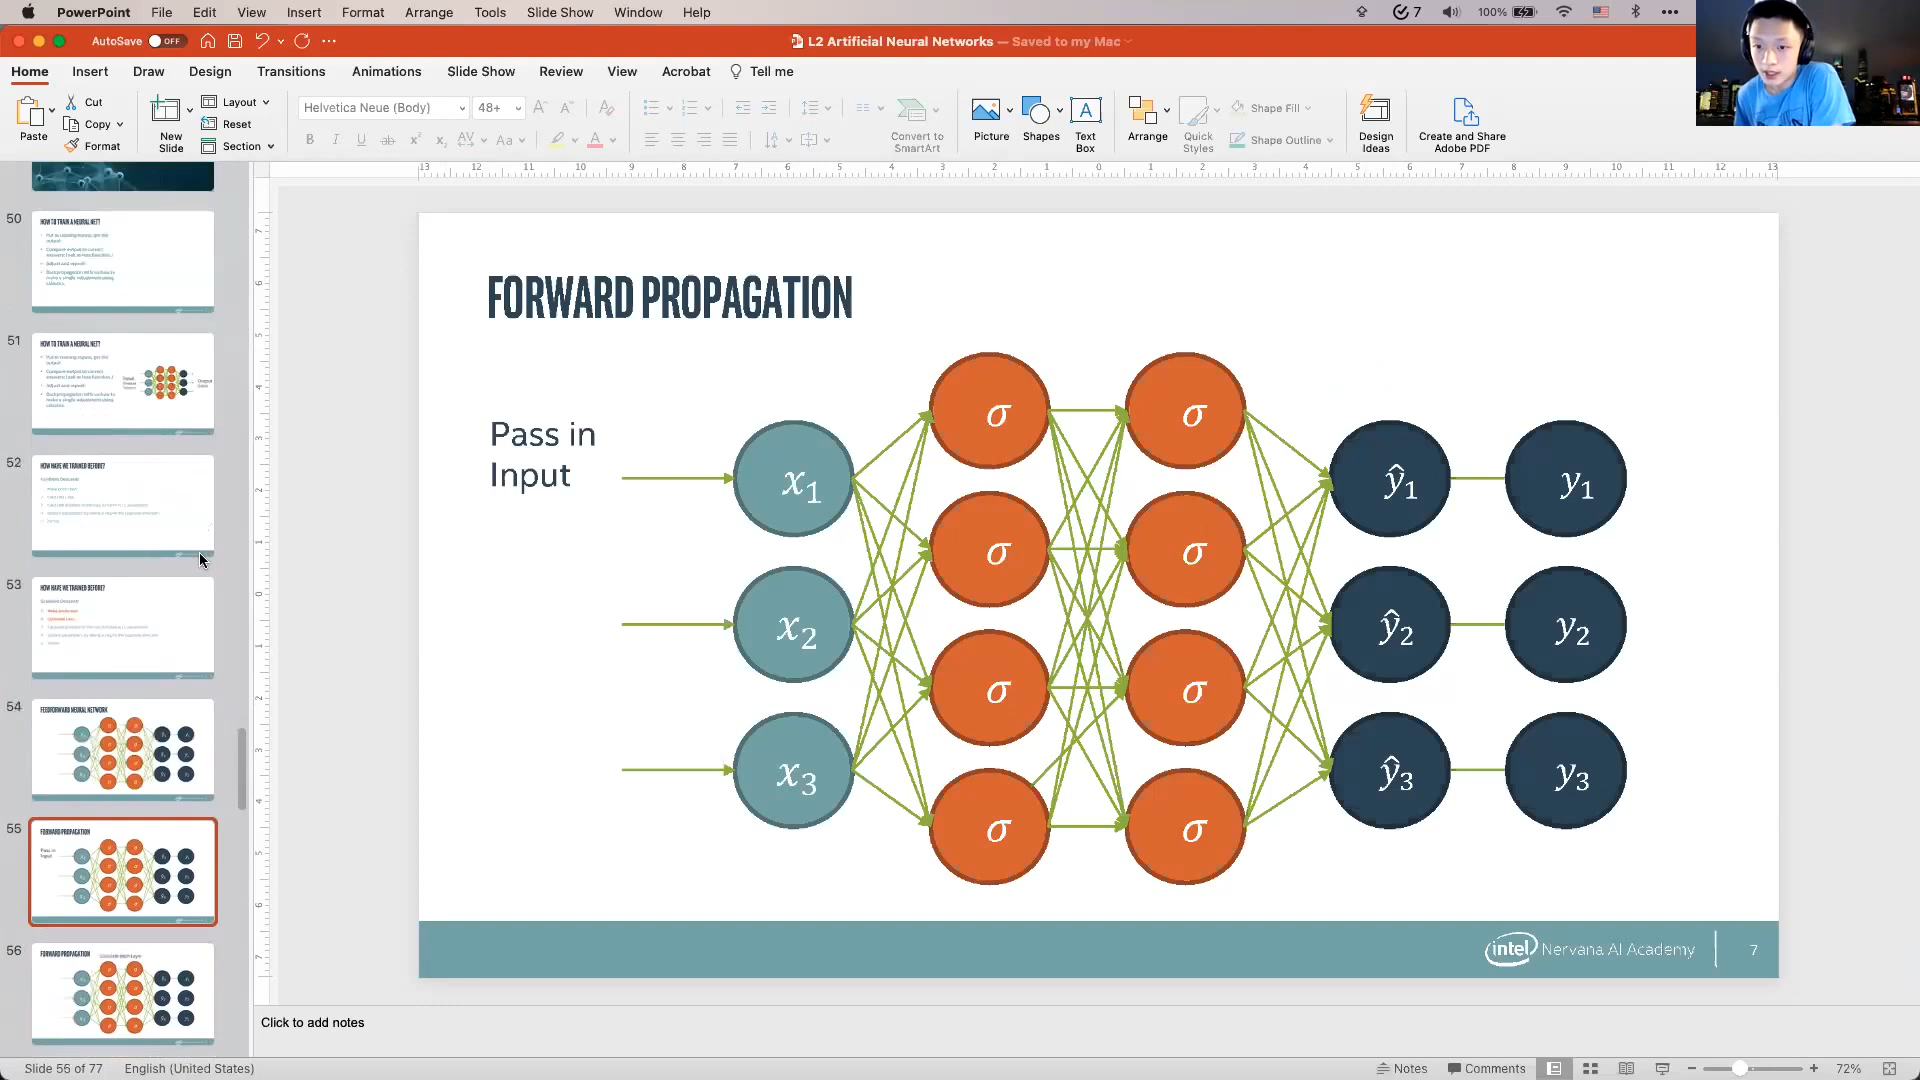 PowerPoint File Edit View Insert Format Arrange Tools Slide Show Window Help 7 100%
AutoSave OFF L2 Artificial Neural Networks — Saved to my Mac
Home Insert Draw Design Transitions Animations Slide Show Review View Acrobat Tell me
Paste
Cut
Copy
Format
New
Slide
Layout
Reset
Section
Helvetica Neue (Body) 48+
Convert to
SmartArt
Picture
Shapes
Text
Box
Arrange
Quick
Styles
Shape Fill
Shape Outline
Design
Ideas
Create and Share
Adobe PDF
50
HOW TO TRAIN A NEURAL NET?
51
HOW TO TRAIN A NEURAL NET?
52
HOW HAVE WE TRAINED BEFORE?
53
HOW HAVE WE TRAINED BEFORE?
54
FEEDFORWARD NEURAL NETWORK
55
FORWARD PROPAGATION
Pass in
Input
56
FORWARD PROPAGATION
FORWARD PROPAGATION
Pass in
Input
σ σ
x₁ ŷ₁ y₁
σ σ
x₂ ŷ₂ y₂
σ σ
x₃ ŷ₃ y₃
σ σ
intel Nervana AI Academy 7
Click to add notes
Slide 56 of 77 English (United States) Notes Comments 72%